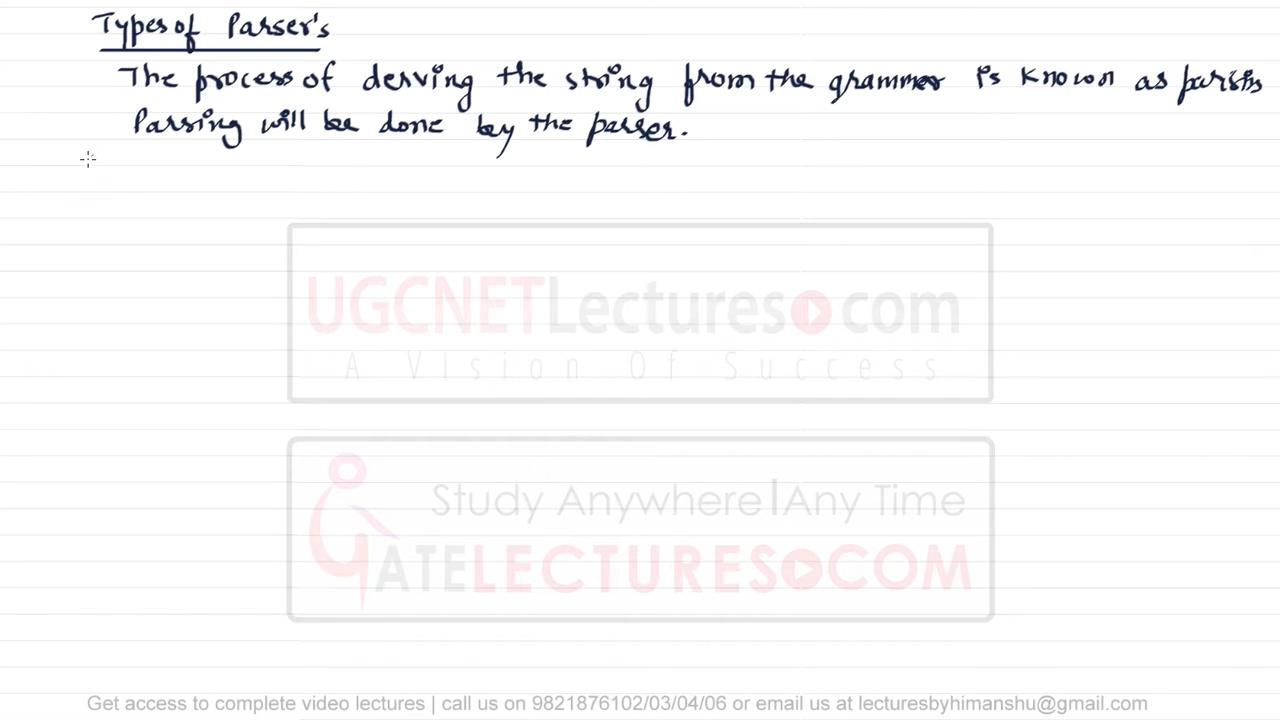 Types of Parser's
The process of deriving the string from the grammer is known as parsing
Parsing will be done by the parser.
UGCNETLectures.com
A Vision Of Success
Study Anywhere|Any Time
GATELECTURES.COM
Get access to complete video lectures | call us on 9821876102/03/04/06 or email us at lecturesbyhimanshu@gmail.com